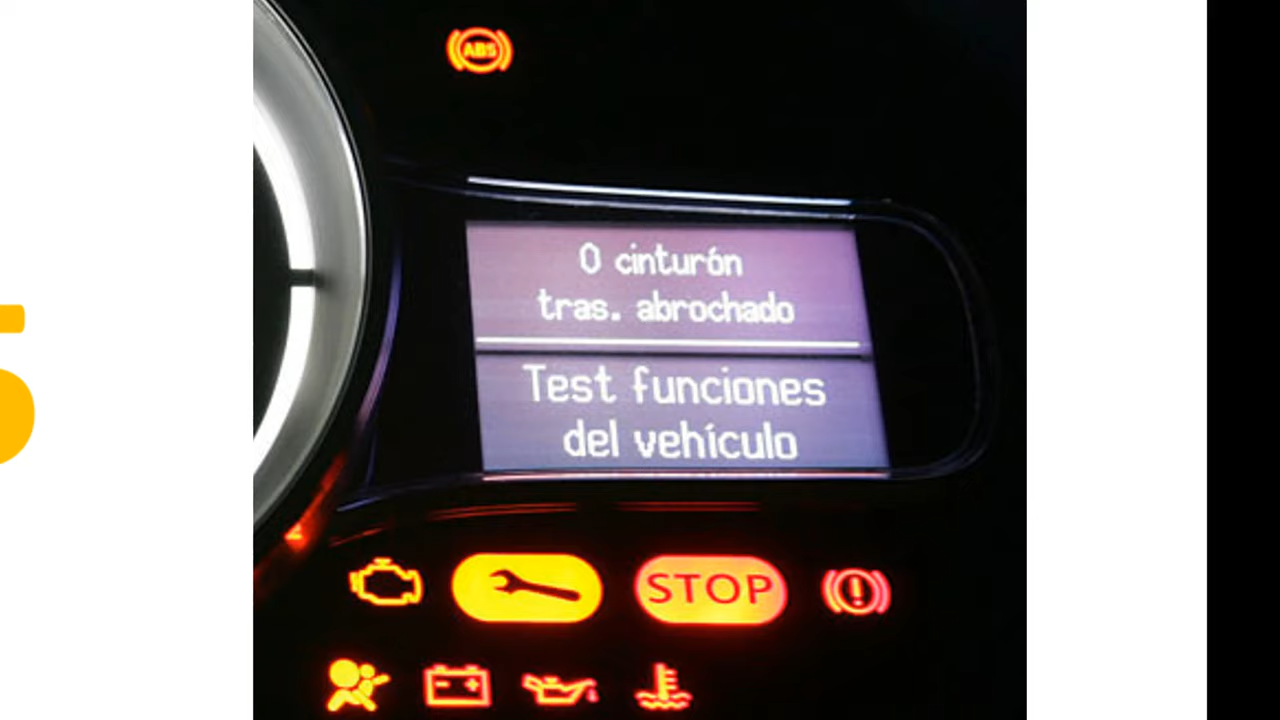 ABS
0 cinturón
tras. abrochado
Test funciones
del vehículo
STOP